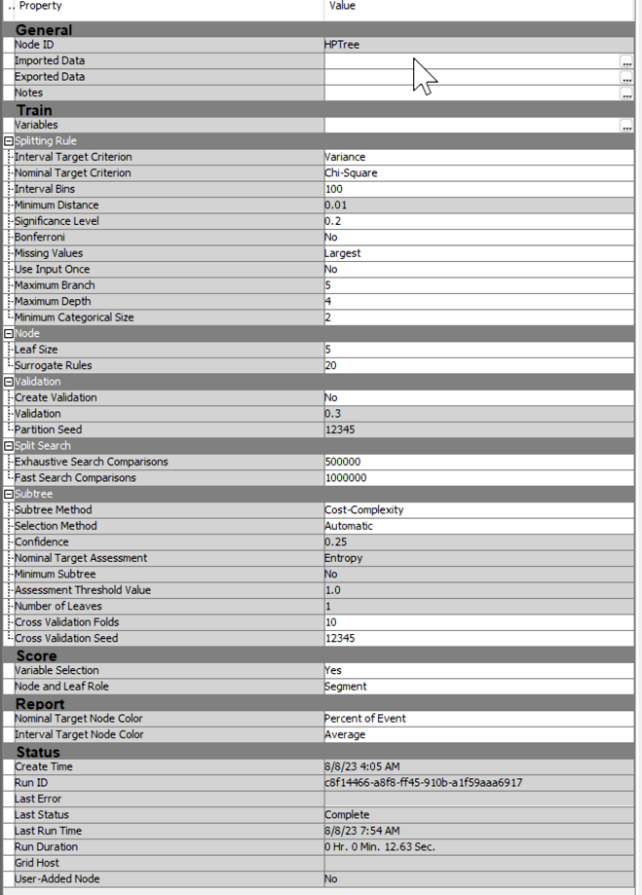 .. Property Value
General
Node ID HPTree
Imported Data ...
Exported Data ...
Notes ...
Train
Variables ...
Splitting Rule
Interval Target Criterion Variance
Nominal Target Criterion Chi-Square
Interval Bins 100
Minimum Distance 0.01
Significance Level 0.2
Bonferroni No
Missing Values Largest
Use Input Once No
Maximum Branch 5
Maximum Depth 4
Minimum Categorical Size 2
Node
Leaf Size 5
Surrogate Rules 20
Validation
Create Validation No
Validation 0.3
Partition Seed 12345
Split Search
Exhaustive Search Comparisons 500000
Fast Search Comparisons 1000000
Subtree
Subtree Method Cost-Complexity
Selection Method Automatic
Confidence 0.25
Nominal Target Assessment Entropy
Minimum Subtree No
Assessment Threshold Value 1.0
Number of Leaves 1
Cross Validation Folds 10
Cross Validation Seed 12345
Score
Variable Selection Yes
Node and Leaf Role Segment
Report
Nominal Target Node Color Percent of Event
Interval Target Node Color Average
Status
Create Time 8/8/23 4:05 AM
Run ID c8f14466-a8f8-ff45-910b-a1f59aaa6917
Last Error
Last Status Complete
Last Run Time 8/8/23 7:54 AM
Run Duration 0 Hr. 0 Min. 12.63 Sec.
Grid Host
User-Added Node No